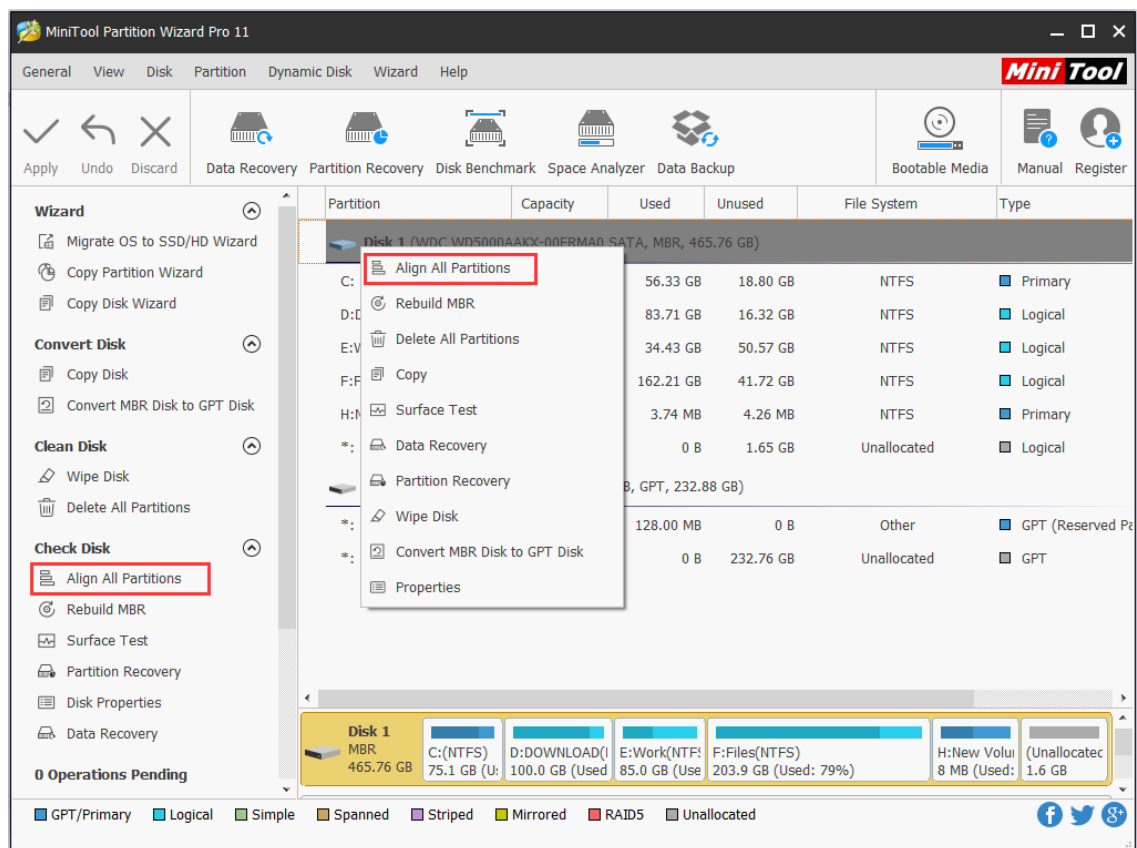 MiniTool Partition Wizard Pro 11
General View Disk Partition Dynamic Disk Wizard Help
Mini Tool
Apply Undo Discard Data Recovery Partition Recovery Disk Benchmark Space Analyzer Data Backup Bootable Media Manual Register
Wizard
Migrate OS to SSD/HD Wizard
Copy Partition Wizard
Copy Disk Wizard
Convert Disk
Copy Disk
Convert MBR Disk to GPT Disk
Clean Disk
Wipe Disk
Delete All Partitions
Check Disk
Align All Partitions
Rebuild MBR
Surface Test
Partition Recovery
Disk Properties
Data Recovery
0 Operations Pending
Partition Capacity Used Unused File System Type
Disk 1 (WDC WD5000AAKX-00ERMA0 SATA, MBR, 465.76 GB)
C: 56.33 GB 18.80 GB NTFS Primary
D: 83.71 GB 16.32 GB NTFS Logical
E: 34.43 GB 50.57 GB NTFS Logical
F: 162.21 GB 41.72 GB NTFS Logical
H: 3.74 MB 4.26 MB NTFS Primary
*: 0 B 1.65 GB Unallocated Logical
GPT, 232.88 GB)
*: 128.00 MB 0 B Other GPT (Reserved
*: 0 B 232.76 GB Unallocated GPT
Align All Partitions
Rebuild MBR
Delete All Partitions
Copy
Surface Test
Data Recovery
Partition Recovery
Wipe Disk
Convert MBR Disk to GPT Disk
Properties
Disk 1
MBR
465.76 GB
C:(NTFS)
75.1 GB
D:DOWNLOAD(
100.0 GB (Used
E:Work(NTFS
85.0 GB
F:Files(NTFS)
203.9 GB (Used: 79%)
H:New
8 MB (Used:
(Unallocated
1.6 GB
GPT/Primary Logical Simple Spanned Striped Mirrored RAID5 Unallocated